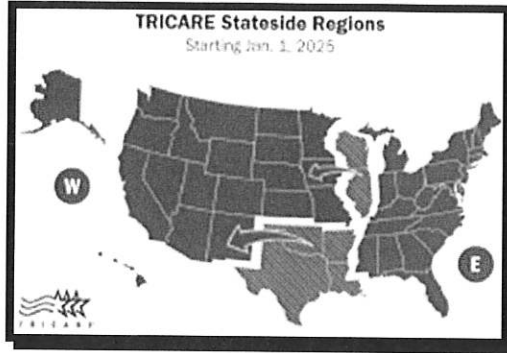 TRICARE Stateside Regions
Starting Jan. 1, 2025
W
E
TRICARE